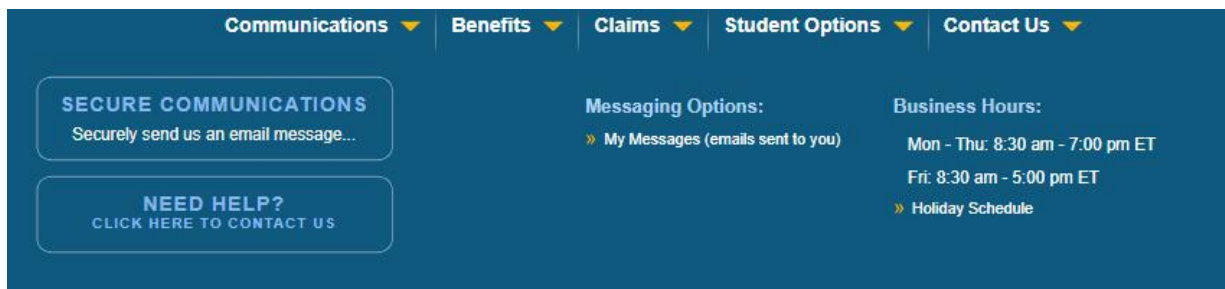 Communications Benefits Claims Student Options Contact Us
SECURE COMMUNICATIONS
Securely send us an email message...
NEED HELP?
CLICK HERE TO CONTACT US
Messaging Options:
» My Messages (emails sent to you)
Business Hours:
Mon - Thu: 8:30 am - 7:00 pm ET
Fri: 8:30 am - 5:00 pm ET
» Holiday Schedule